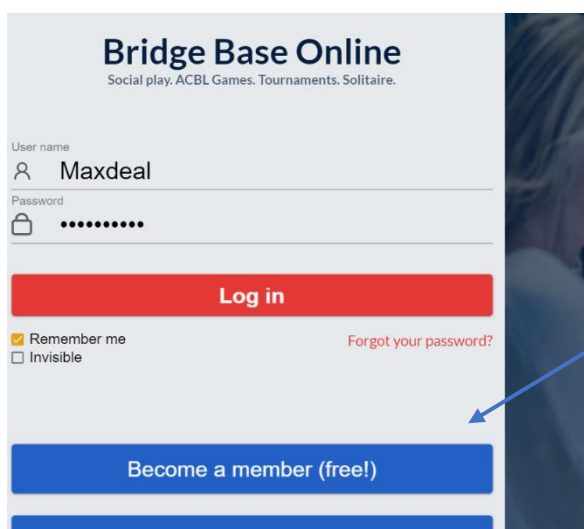 Bridge Base Online
Social play. ACBL Games. Tournaments. Solitaire.
User name
Maxdeal
Password
••••••••••
Log in
Remember me
Forgot your password?
Invisible
Become a member (free!)